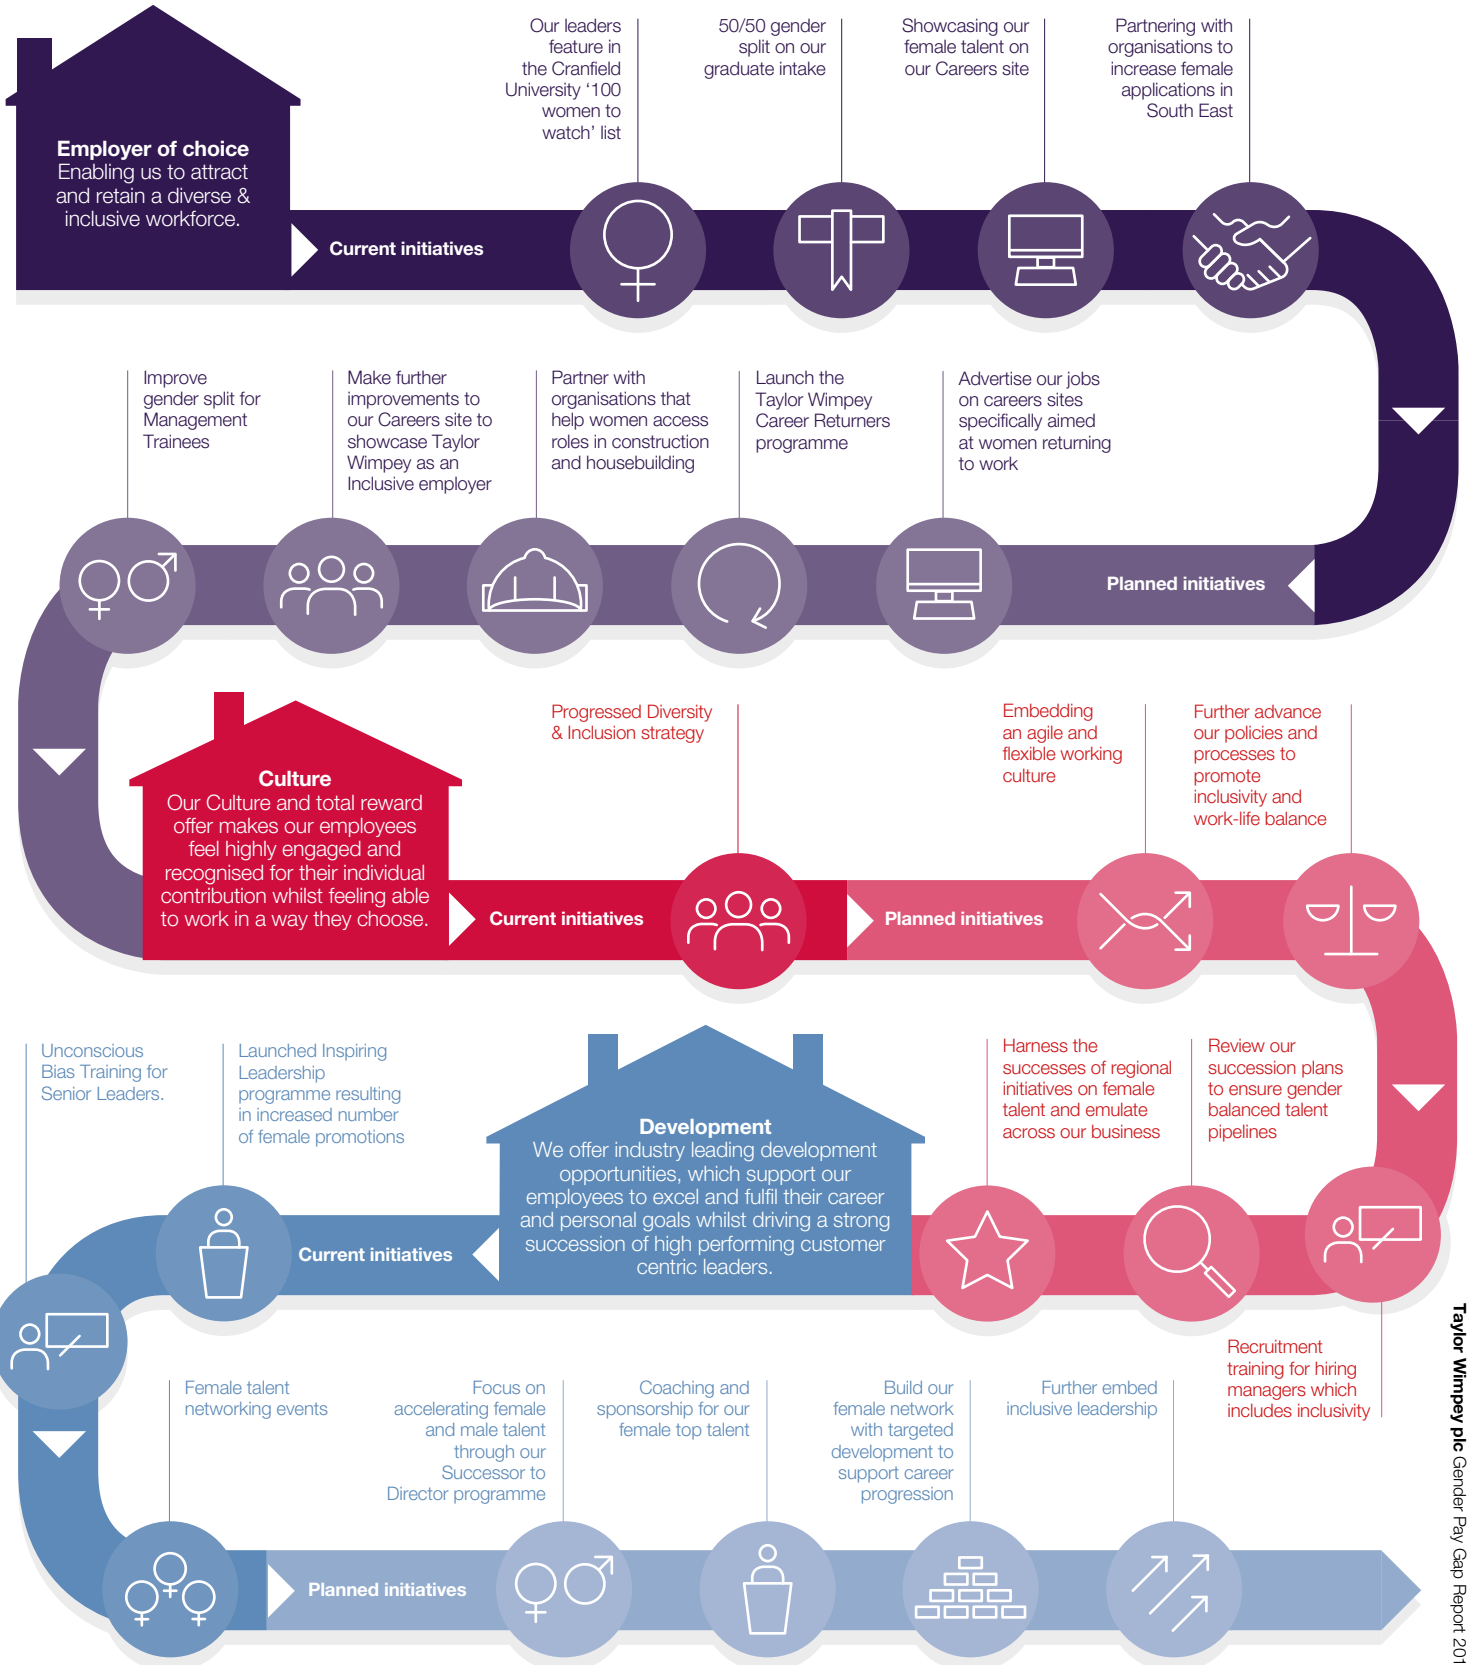 Our leaders
feature in
the Cranfield
University ‘100
women to
watch’ list
50/50 gender
split on our
graduate intake
Showcasing our
female talent on
our Careers site
Partnering with
organisations to
increase female
applications in
South East
Employer of choice
Enabling us to attract
and retain a diverse &
inclusive workforce.
Current initiatives
Planned initiatives
Advertise our jobs
on careers sites
specifically aimed
at women returning
to work
Launch the
Taylor Wimpey
Career Returners
programme
Partner with
organisations that
help women access
roles in construction
and housebuilding
Make further
improvements to
our Careers site to
showcase Taylor
Wimpey as an
Inclusive employer
Improve
gender split for
Management
Trainees
Culture
Our Culture and total reward
offer makes our employees
feel highly engaged and
recognised for their individual
contribution whilst feeling able
to work in a way they choose.
Current initiatives
Progressed Diversity
& Inclusion strategy
Planned initiatives
Embedding
an agile and
flexible working
culture
Further advance
our policies and
processes to
promote
inclusivity and
work-life balance
Recruitment
training for hiring
managers which
includes inclusivity
Review our
succession plans
to ensure gender
balanced talent
pipelines
Harness the
successes of regional
initiatives on female
talent and emulate
across our business
Development
We offer industry leading development
opportunities, which support our
employees to excel and fulfil their career
and personal goals whilst driving a strong
succession of high performing customer
centric leaders.
Current initiatives
Launched Inspiring
Leadership
programme resulting
in increased number
of female promotions
Unconscious
Bias Training for
Senior Leaders.
Female talent
networking events
Planned initiatives
Focus on
accelerating female
and male talent
through our
Successor to
Director programme
Coaching and
sponsorship for our
female top talent
Build our
female network
with targeted
development to
support career
progression
Further embed
inclusive leadership
Taylor Wimpey plc Gender Pay Gap Report